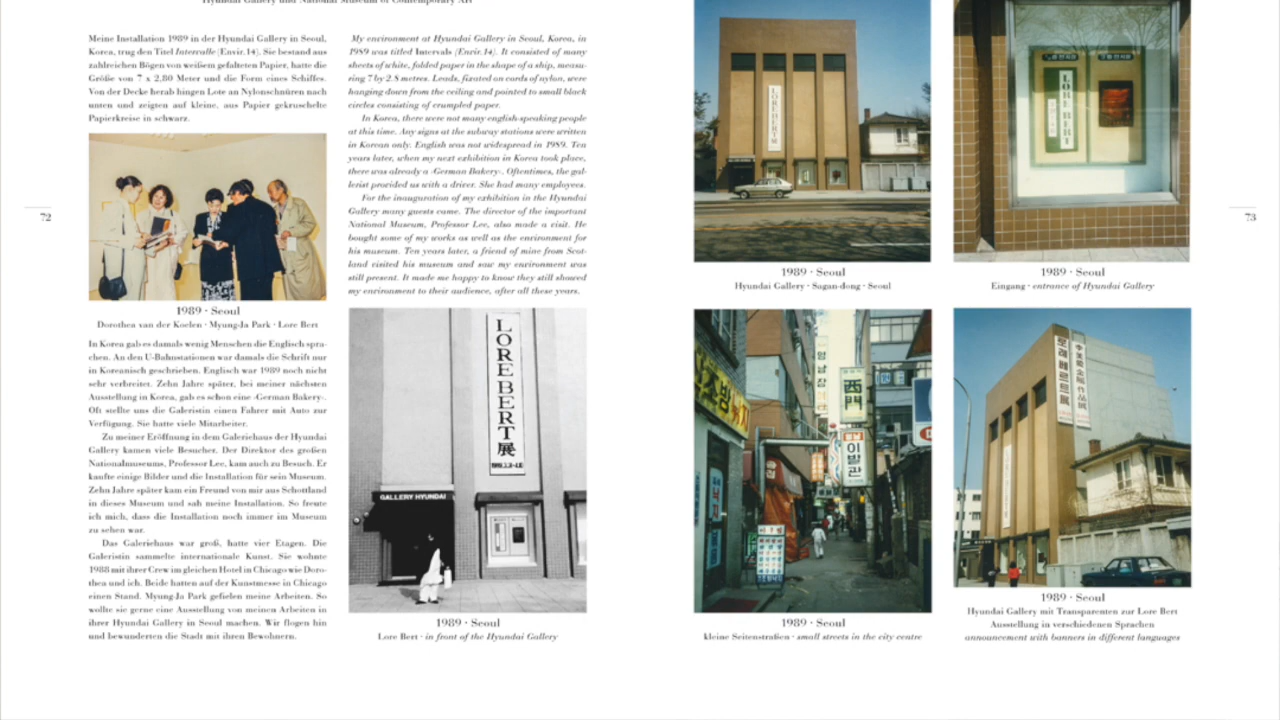 Hyundai Gallery und National Museum of Contemporary Art
Meine Installation 1989 in der Hyundai Gallery in Seoul,
Korea, trug den Titel Intervalle (Envir.14). Sie bestand aus
zahlreichen Bögen von weißem gefalteten Papier, hatte die
Größe von 7 x 2,80 Meter und die Form eines Schiffes.
Von der Decke herab hingen Lote an Nylonschnüren nach
unten und zeigten auf kleine, aus Papier gekruschelte
Papierkreise in schwarz.
1989 · Seoul
Dorothea van der Koelen · Myung-Ja Park · Lore Bert
In Korea gab es damals wenig Menschen die Englisch spra-
chen. An den U-Bahnstationen war damals die Schrift nur
in Koreanisch geschrieben. Englisch war 1989 noch nicht
sehr verbreitet. Zehn Jahre später, bei meiner nächsten
Ausstellung in Korea, gab es schon eine ›German Bakery‹.
Oft stellte uns die Galeristin einen Fahrer mit Auto zur
Verfügung. Sie hatte viele Mitarbeiter.
Zu meiner Eröffnung in dem Galeriehaus der Hyundai
Gallery kamen viele Besucher. Der Direktor des großen
Nationalmuseums, Professor Lee, kam auch zu Besuch. Er
kaufte einige Bilder und die Installation für sein Museum.
Zehn Jahre später kam ein Freund von mir aus Schottland
in dieses Museum und sah meine Installation. So freute
ich mich, dass die Installation noch immer im Museum
zu sehen war.
Das Galeriehaus war groß, hatte vier Etagen. Die
Galeristin sammelte internationale Kunst. Sie wohnte
1988 mit ihrer Crew im gleichen Hotel in Chicago wie Doro-
thea und ich. Beide hatten auf der Kunstmesse in Chicago
einen Stand. Myung-Ja Park gefielen meine Arbeiten. So
wollte sie gerne eine Ausstellung von meinen Arbeiten in
ihrer Hyundai Gallery in Seoul machen. Wir flogen hin
und bewunderten die Stadt mit ihren Bewohnern.
72
My environment at Hyundai Gallery in Seoul, Korea, in
1989 was titled Intervals (Envir.14). It consisted of many
sheets of white, folded paper in the shape of a ship, measu-
ring 7 by 2.8 metres. Leads, fixated on cords of nylon, were
hanging down from the ceiling and pointed to small black
circles consisting of crumpled paper.
In Korea, there were not many english-speaking people
at this time. Any signs at the subway stations were written
in Korean only. English was not widespread in 1989. Ten
years later, when my next exhibition in Korea took place,
there was already a ›German Bakery‹. Oftentimes, the gal-
lerist provided us with a driver. She had many employees.
For the inauguration of my exhibition in the Hyundai
Gallery many guests came. The director of the important
National Museum, Professor Lee, also made a visit. He
bought some of my works as well as the environment for
his museum. Ten years later, a friend of mine from Scot-
land visited his museum and saw my environment was
still present. It made me happy to know they still showed
my environment to their audience, after all these years.
LORE BERT展
GALLERY HYUNDAI
1989 · Seoul
Lore Bert · in front of the Hyundai Gallery
LORE BERT展
1989 · Seoul
Hyundai Gallery · Sagan-dong · Seoul
LORE BERT
1989 · Seoul
Eingang · entrance of Hyundai Gallery
73
西門
이발관
1989 · Seoul
kleine Seitenstraßen · small streets in the city centre
로레베르트展
1989 · Seoul
Hyundai Gallery mit Transparenten zur Lore Bert
Ausstellung in verschiedenen Sprachen
announcement with banners in different languages